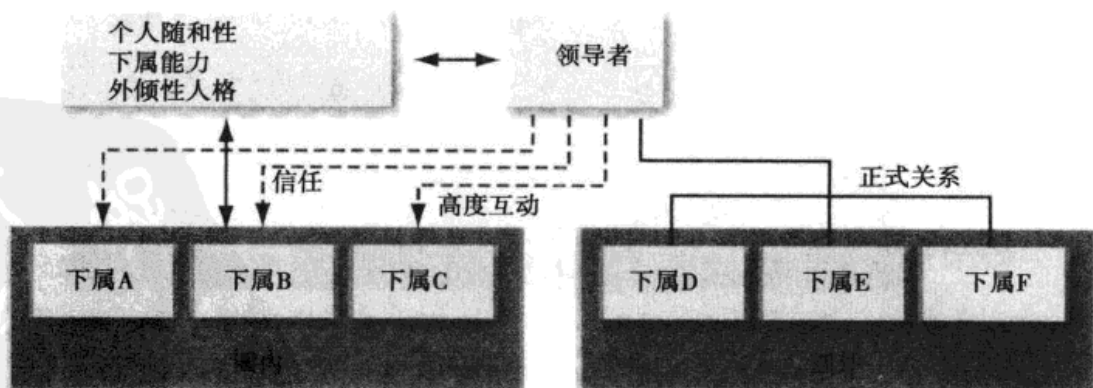 个人随和性
下属能力
外倾性人格
领导者
信任
高度互动
正式关系
下属A
下属B
下属C
下属D
下属E
下属F